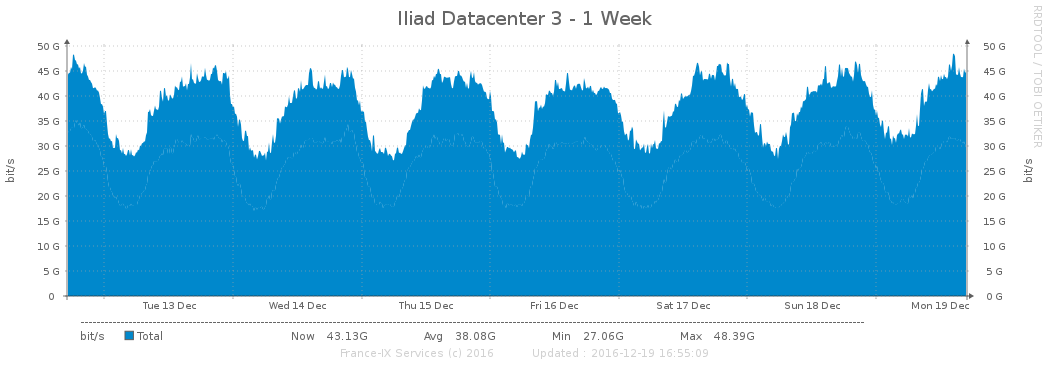 Iliad Datacenter 3 - 1 Week
RRDTOOL / TOBI OETIKER
50 G 50 G
45 G 45 G
40 G 40 G
35 G 35 G
30 G 30 G
25 G 25 G
20 G 20 G
15 G 15 G
10 G 10 G
5 G 5 G
0 0 G
bit/s bit/s
Tue 13 Dec Wed 14 Dec Thu 15 Dec Fri 16 Dec Sat 17 Dec Sun 18 Dec Mon 19 Dec
bit/s Total Now 43.13G Avg 38.08G Min 27.06G Max 48.39G
France-IX Services (c) 2016 Updated : 2016-12-19 16:55:09